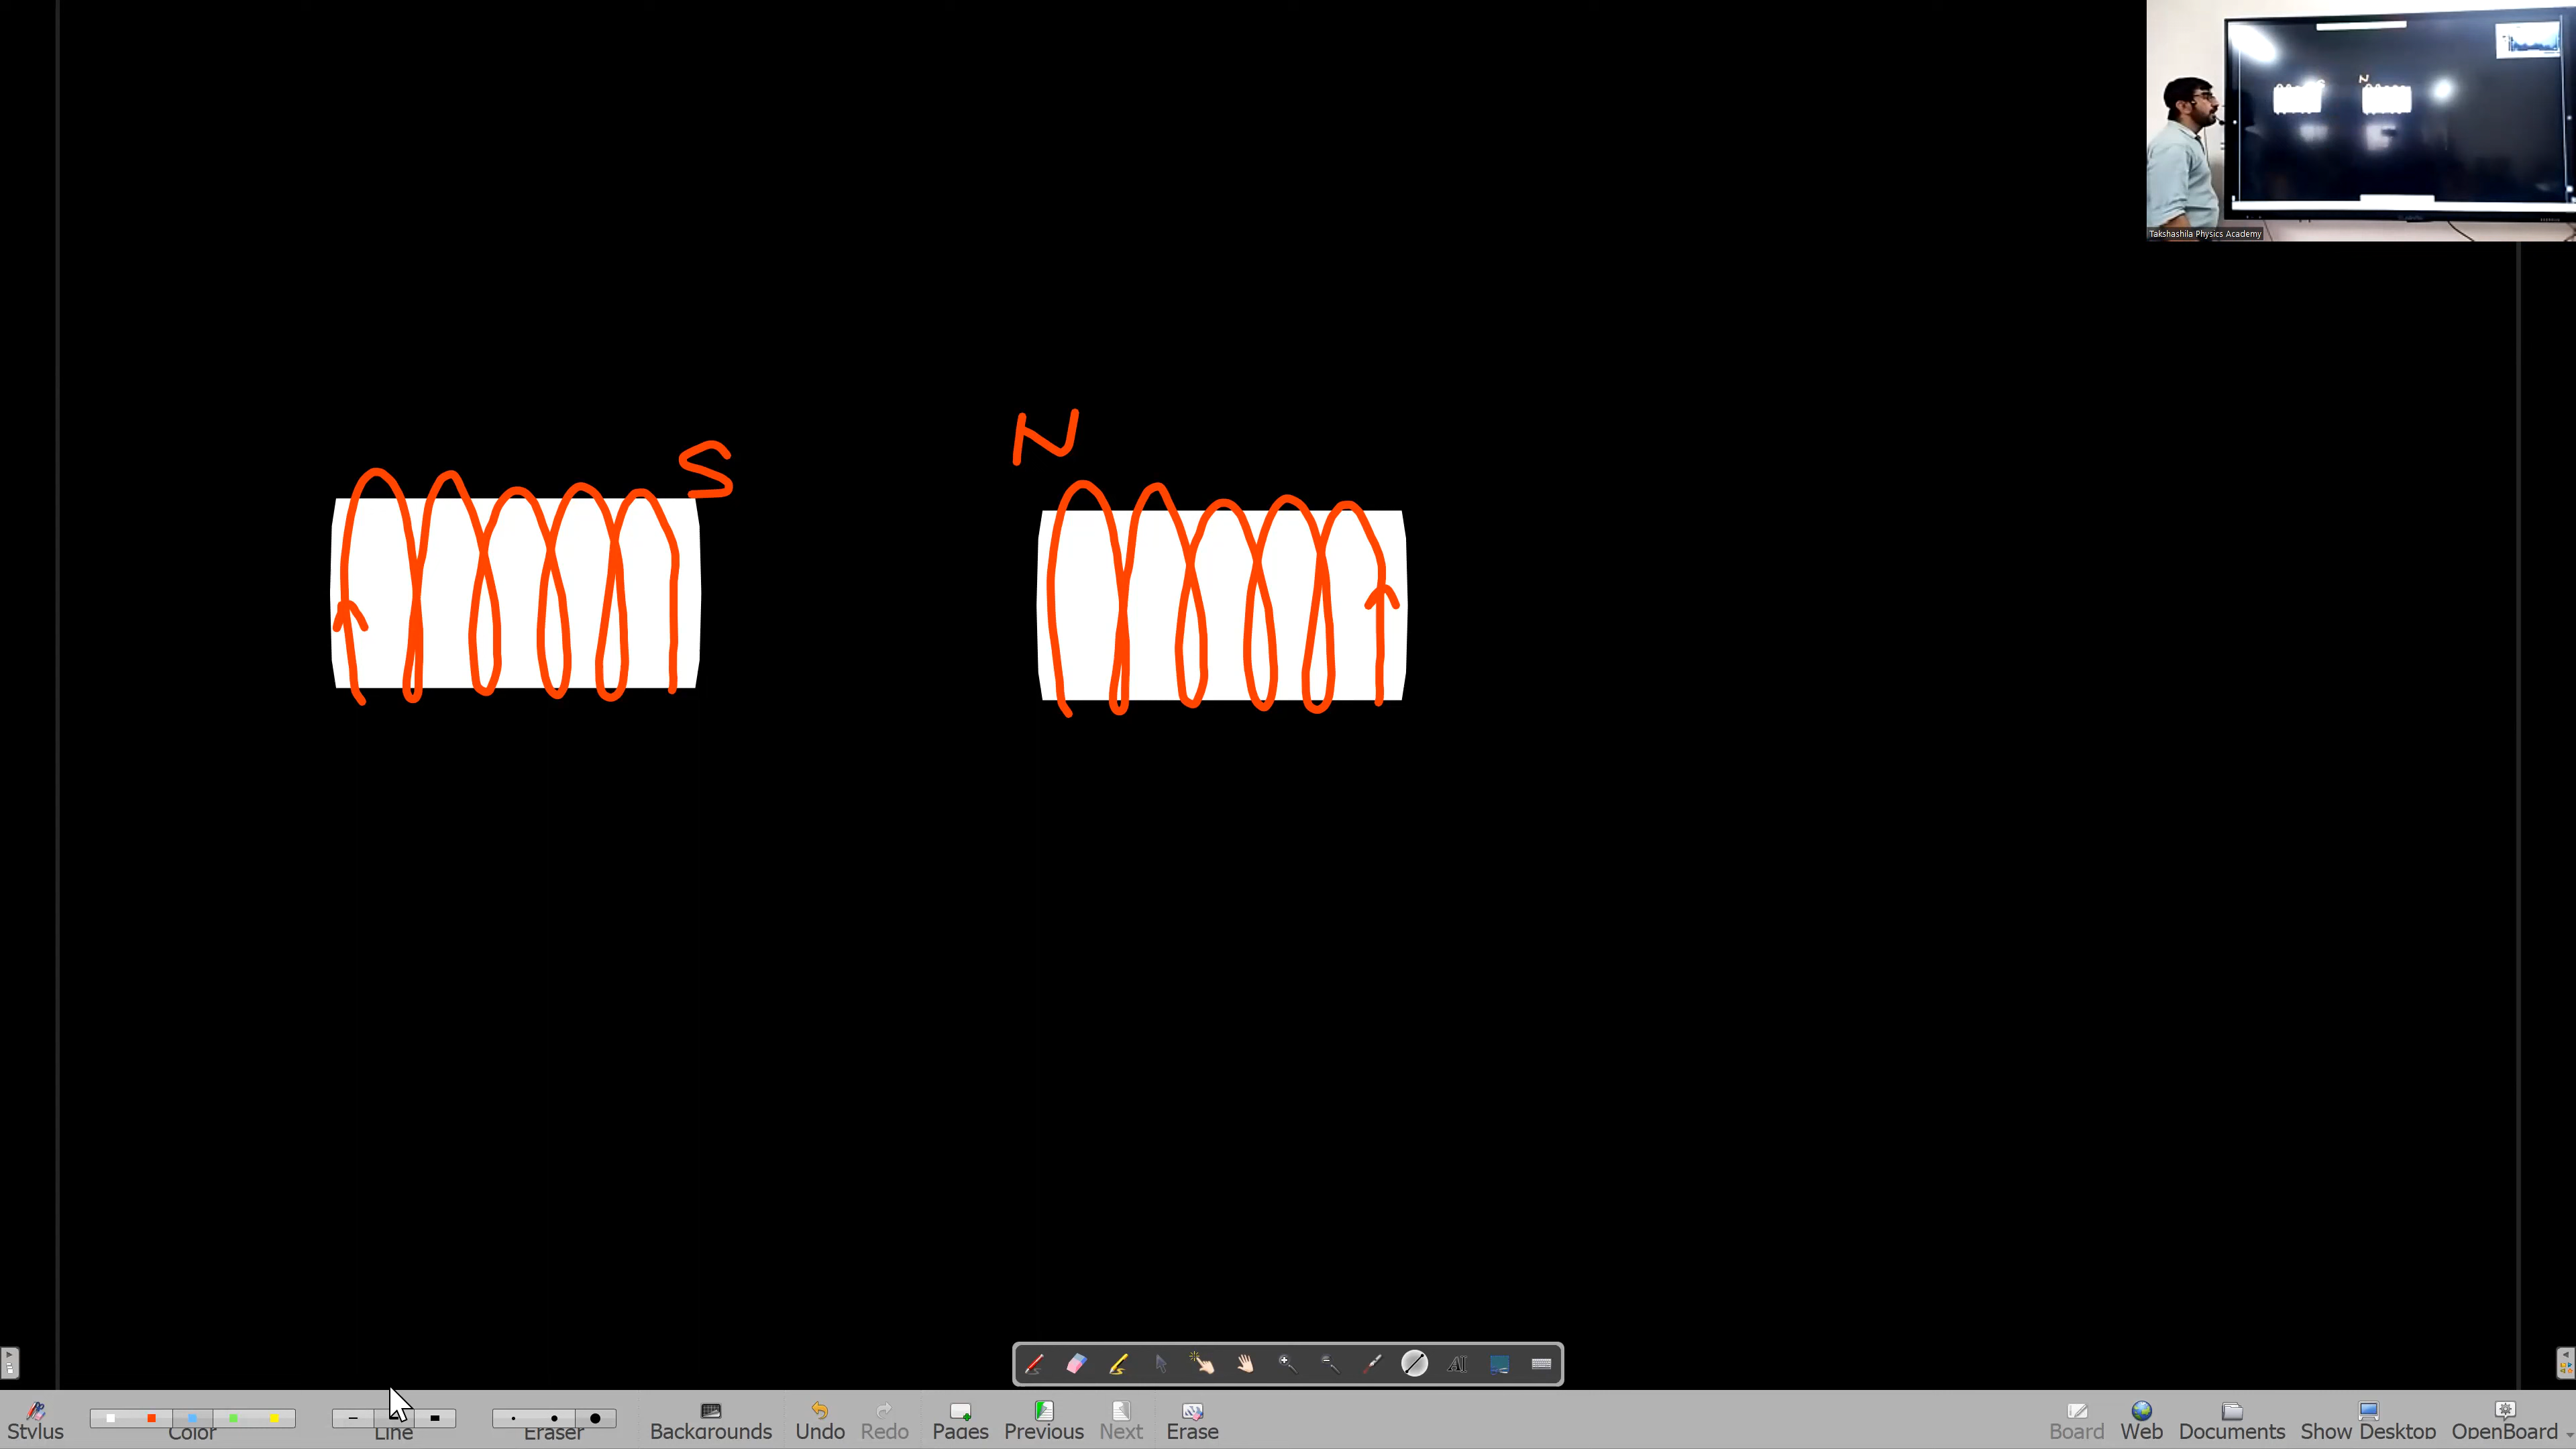 Takshashila Physics Academy
S
N
Stylus
Color
Line
Eraser
Backgrounds
Undo
Redo
Pages
Previous
Next
Erase
Board
Web
Documents
Show Desktop
OpenBoard